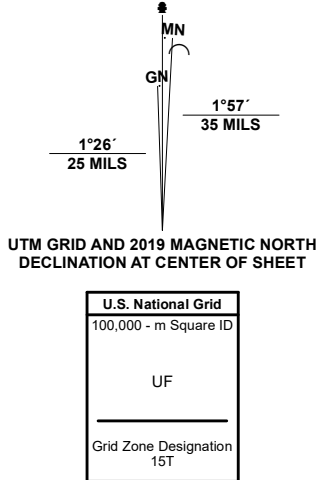 MN
GN
1°57´
35 MILS
1°26´
25 MILS
UTM GRID AND 2019 MAGNETIC NORTH
DECLINATION AT CENTER OF SHEET
U.S. National Grid
100,000 - m Square ID
UF
Grid Zone Designation
15T